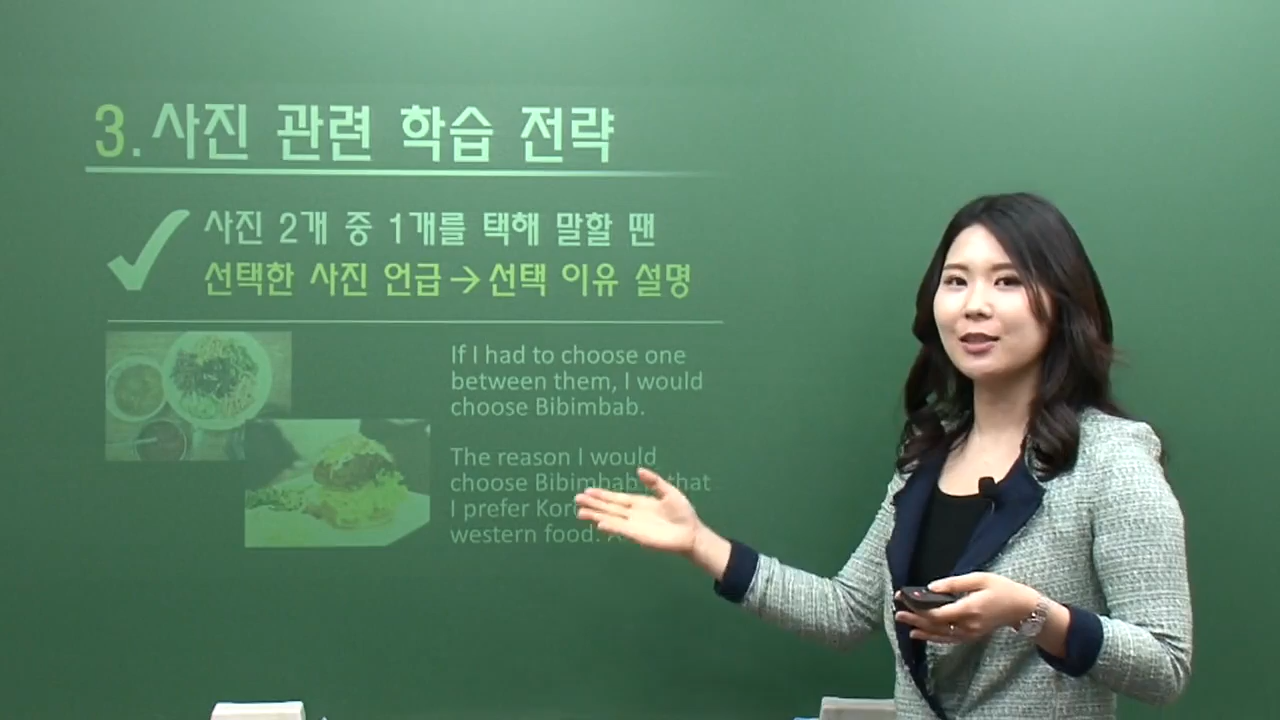 3. 사진 관련 학습 전략
사진 2개 중 1개를 택해 말할 땐
선택한 사진 언급→선택 이유 설명
If I had to choose one
between them, I would
choose Bibimbab.
The reason I would
choose Bibimbab that
I prefer
western food.